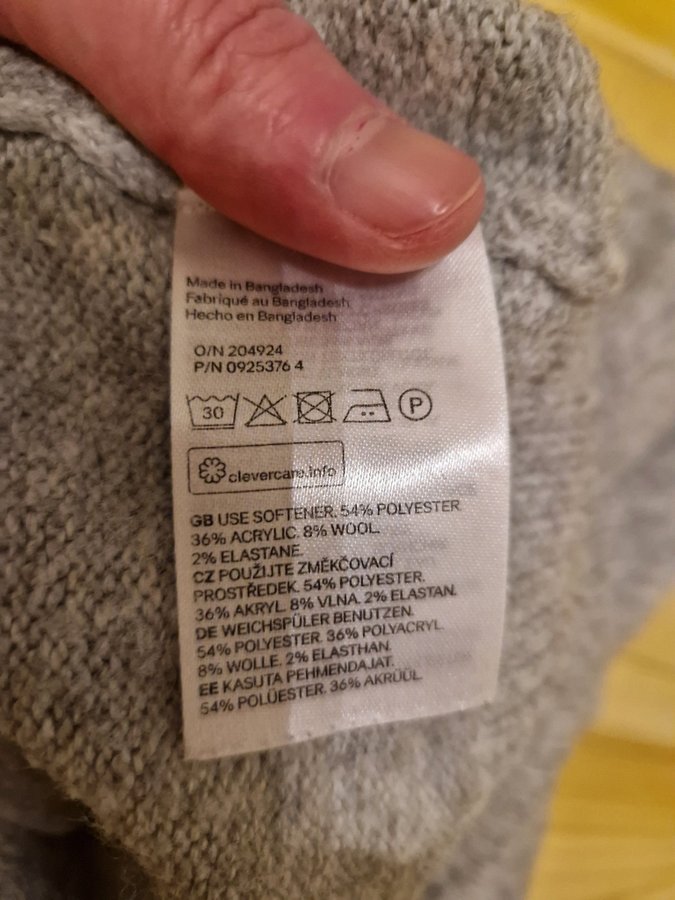 Made in Bangladesh
Fabriqué au Bangladesh
Hecho en Bangladesh
O/N 204924
P/N 0925376 4
30 P
clevercare.info
GB USE SOFTENER. 54% POLYESTER.
36% ACRYLIC. 8% WOOL.
2% ELASTANE.
CZ POUŽIJTE ZMĚKČOVACÍ
PROSTŘEDEK. 54% POLYESTER.
36% AKRYL. 8% VLNA. 2% ELASTAN.
DE WEICHSPÜLER BENUTZEN.
54% POLYESTER. 36% POLYACRYL.
8% WOLLE. 2% ELASTHAN.
EE KASUTA PEHMENDAJAT.
54% POLÜESTER. 36% AKRÜÜL.